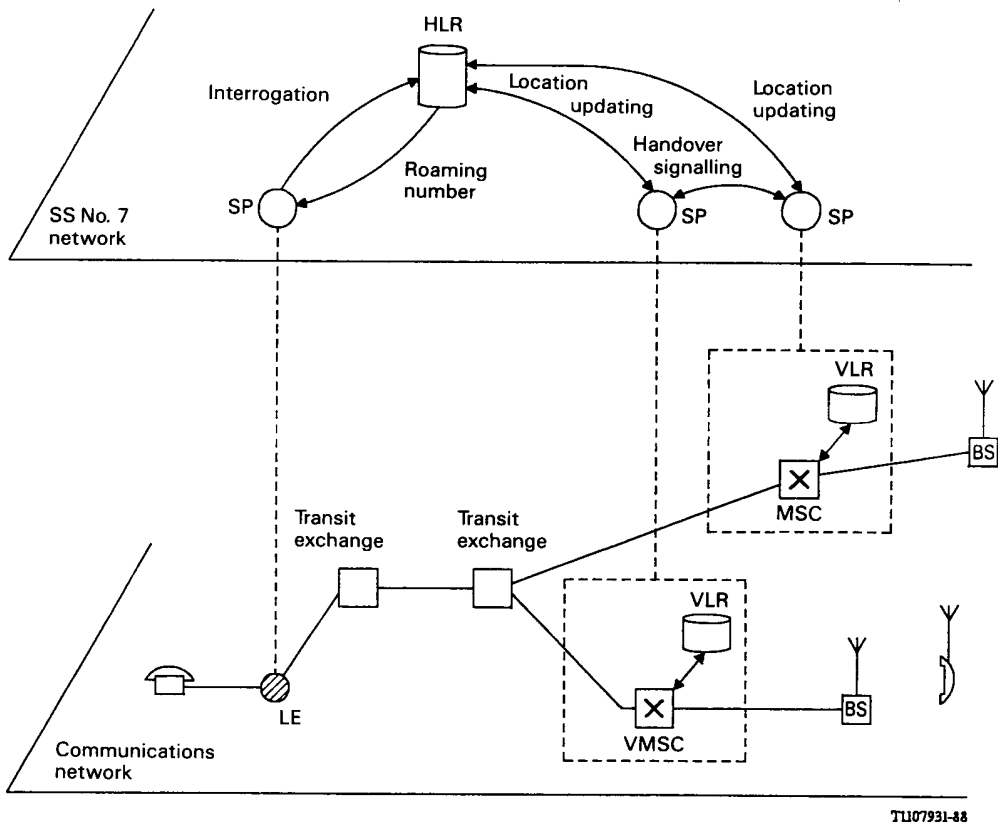 HLR
Interrogation
Location
updating
Location
updating
Handover
signalling
Roaming
number
SP
SP
SP
SS No. 7
network
VLR
BS
MSC
Transit
exchange
Transit
exchange
VLR
LE
VMSC
BS
Communications
network
T1107931-88